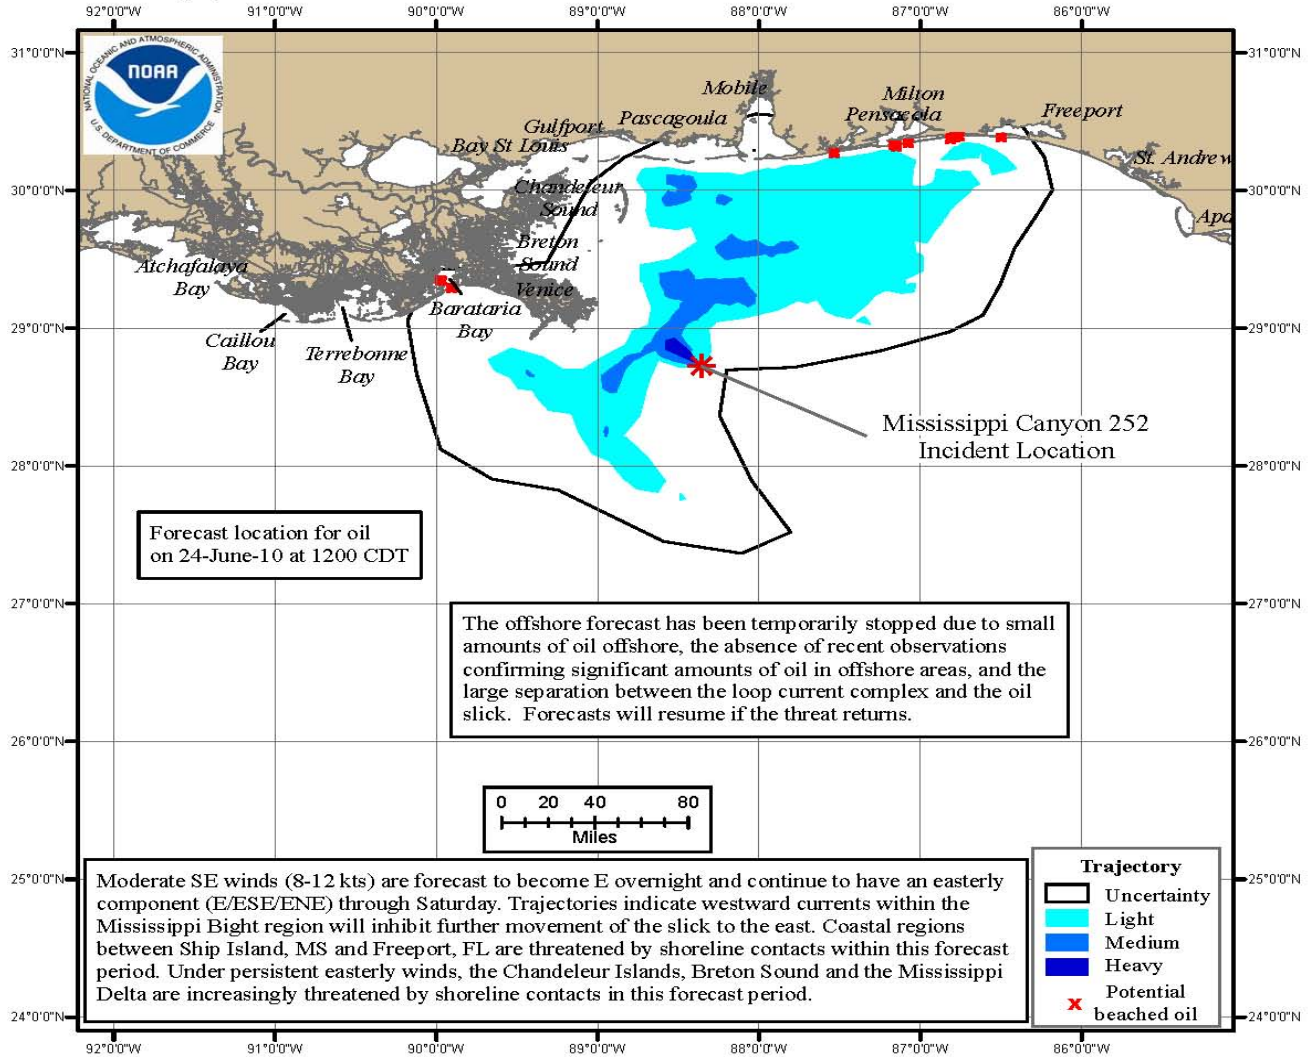 92°0'0"W 91°0'0"W 90°0'0"W 89°0'0"W 88°0'0"W 87°0'0"W 86°0'0"W
31°0'0"N 31°0'0"N
NATIONAL OCEANIC AND ATMOSPHERIC ADMINISTRATION
NOAA
U.S. DEPARTMENT OF COMMERCE
Mobile
Milton
Pensacola
Freeport
Pascagoula
Gulfport
Bay St Louis
St. Andrew
30°0'0"N 30°0'0"N
Chandeleur
Sound
Apa
Breton
Sound
Venice
Atchafalaya
Bay
Barataria
Bay
29°0'0"N 29°0'0"N
Caillou
Bay
Terrebonne
Bay
Mississippi Canyon 252
Incident Location
28°0'0"N 28°0'0"N
Forecast location for oil
on 24-June-10 at 1200 CDT
27°0'0"N 27°0'0"N
The offshore forecast has been temporarily stopped due to small
amounts of oil offshore, the absence of recent observations
confirming significant amounts of oil in offshore areas, and the
large separation between the loop current complex and the oil
slick. Forecasts will resume if the threat returns.
26°0'0"N 26°0'0"N
0 20 40 80
Miles
25°0'0"N 25°0'0"N
Moderate SE winds (8-12 kts) are forecast to become E overnight and continue to have an easterly
component (E/ESE/ENE) through Saturday. Trajectories indicate westward currents within the
Mississippi Bight region will inhibit further movement of the slick to the east. Coastal regions
between Ship Island, MS and Freeport, FL are threatened by shoreline contacts within this forecast
period. Under persistent easterly winds, the Chandeleur Islands, Breton Sound and the Mississippi
Delta are increasingly threatened by shoreline contacts in this forecast period.
Trajectory
Uncertainty
Light
Medium
Heavy
Potential
beached oil
24°0'0"N 24°0'0"N
92°0'0"W 91°0'0"W 90°0'0"W 89°0'0"W 88°0'0"W 87°0'0"W 86°0'0"W